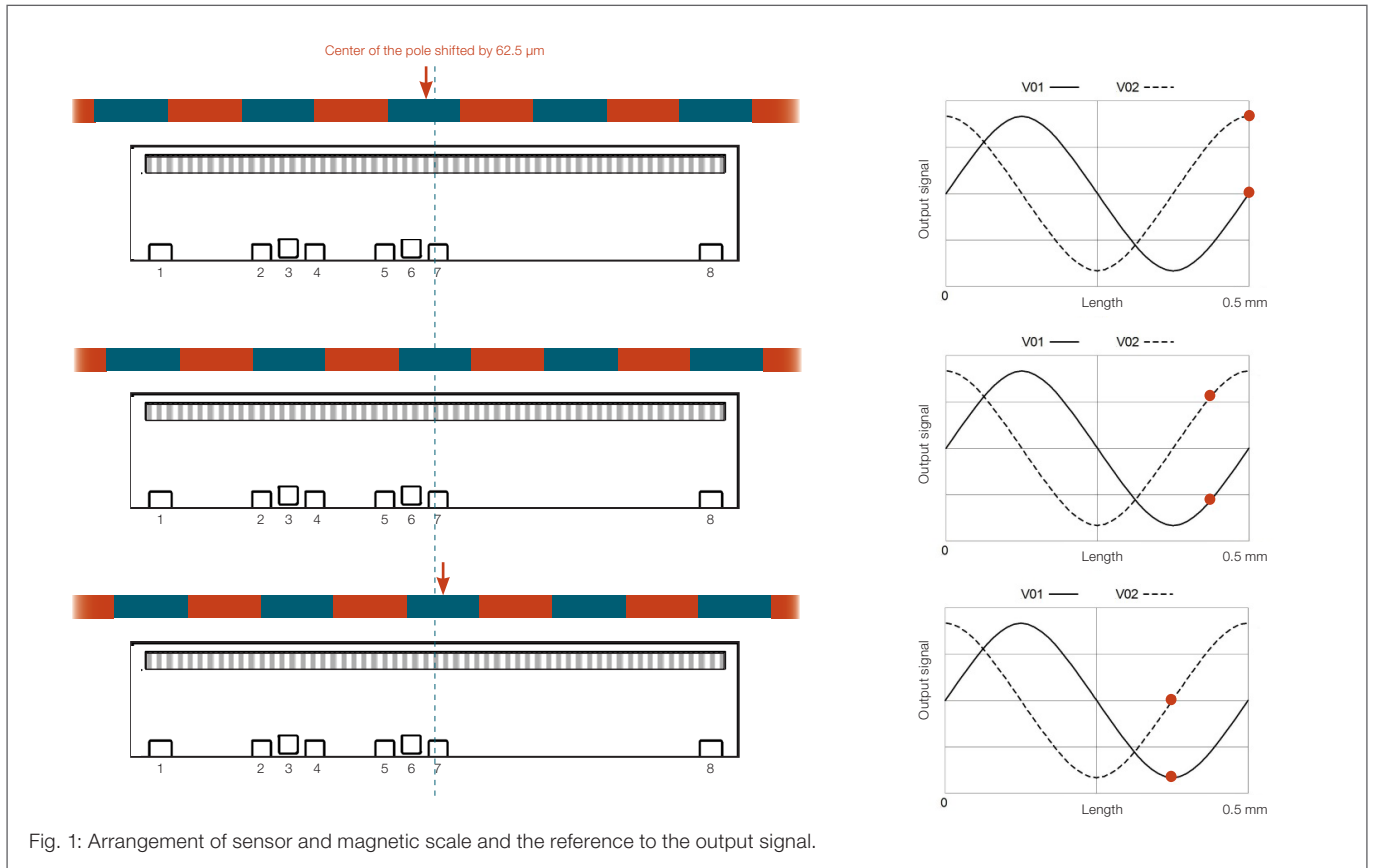 Center of the pole shifted by 62.5 µm
1 2 3 4 5 6 7 8
V01 V02
Output signal
0 Length 0.5 mm
1 2 3 4 5 6 7 8
V01 V02
Output signal
0 Length 0.5 mm
1 2 3 4 5 6 7 8
V01 V02
Output signal
0 Length 0.5 mm
Fig. 1: Arrangement of sensor and magnetic scale and the reference to the output signal.